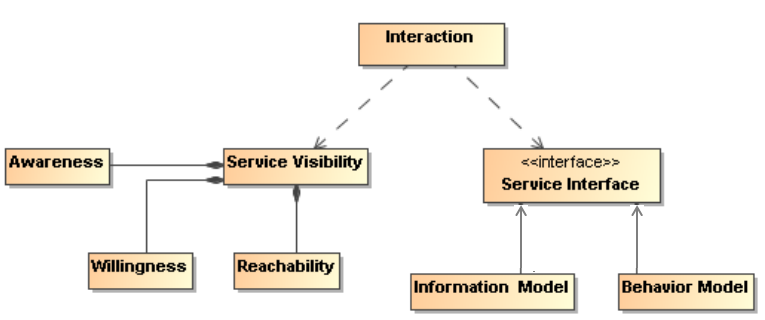 Interaction
Awareness
Service Visibility
<<interface>>
Service Interface
Willingness
Reachability
Information Model
Behavior Model